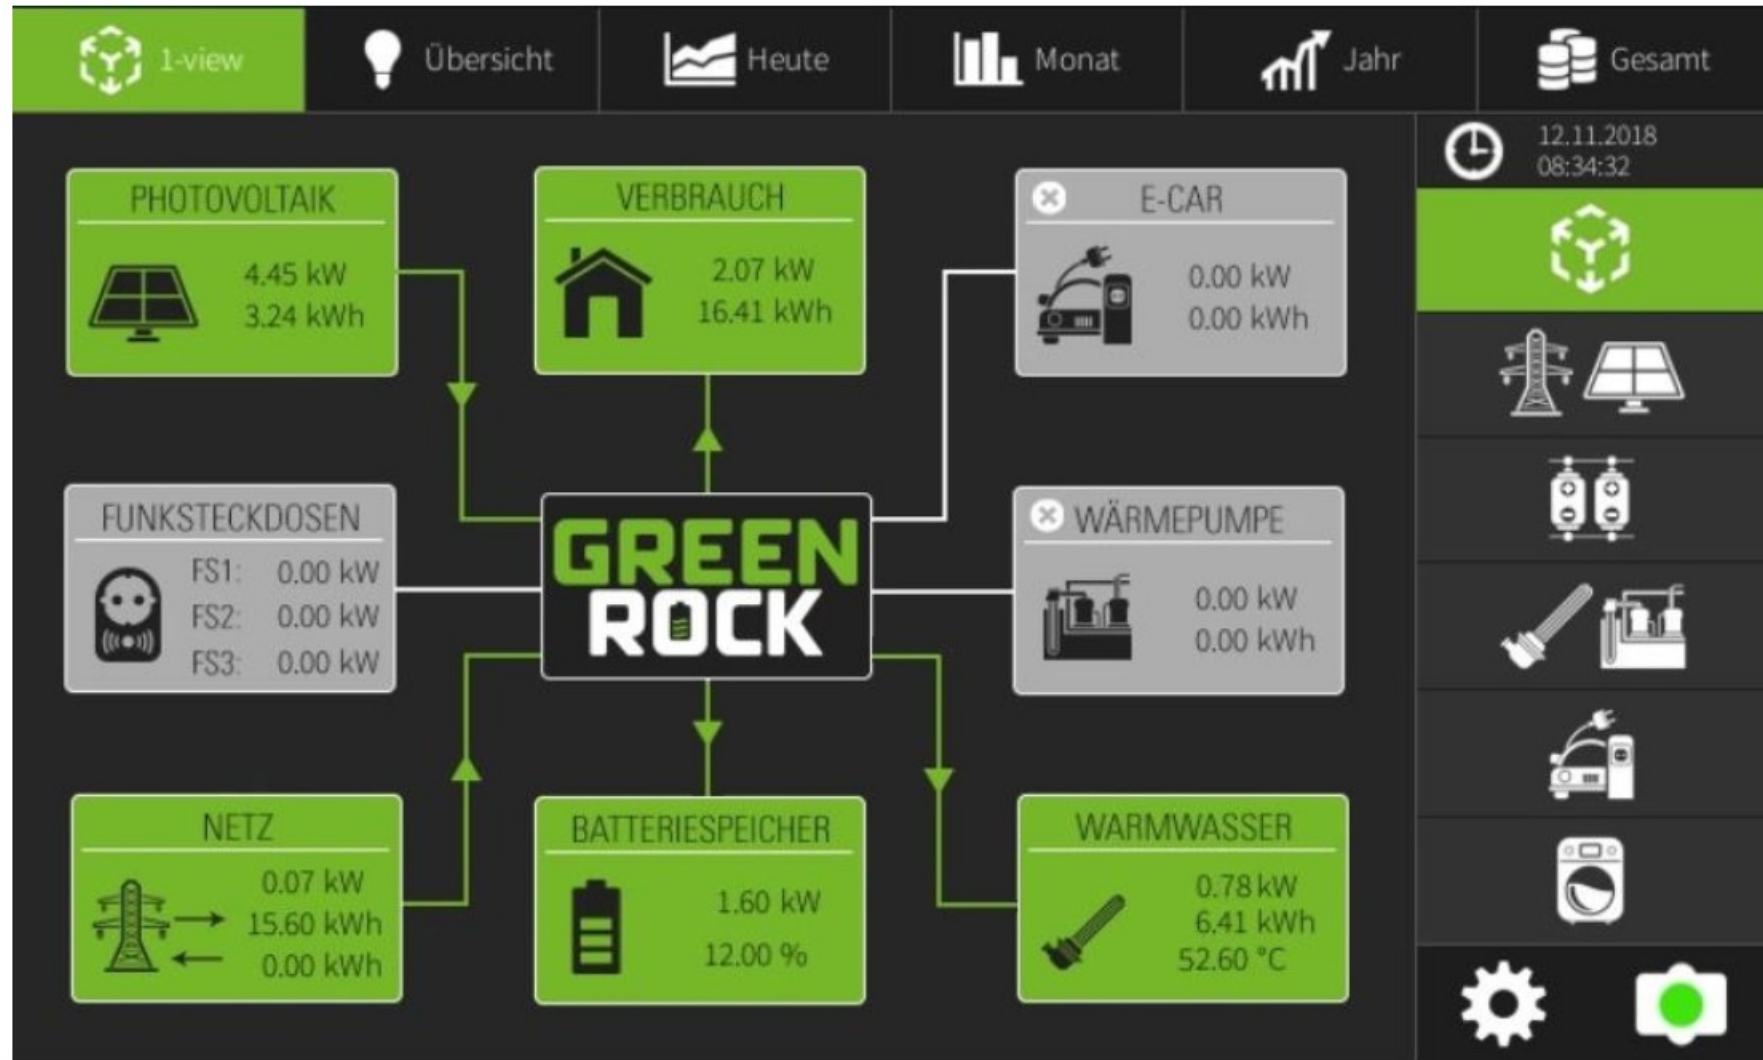 1-view
Übersicht
Heute
Monat
Jahr
Gesamt
12.11.2018
08:34:32
PHOTOVOLTAIK
4.45 kW
3.24 kWh
VERBRAUCH
2.07 kW
16.41 kWh
E-CAR
0.00 kW
0.00 kWh
FUNKSTECKDOSEN
FS1: 0.00 kW
FS2: 0.00 kW
FS3: 0.00 kW
GREEN
ROCK
WÄRMEPUMPE
0.00 kW
0.00 kWh
NETZ
0.07 kW
15.60 kWh
0.00 kWh
BATTERIESPEICHER
1.60 kW
12.00 %
WARMWASSER
0.78 kW
6.41 kWh
52.60 °C